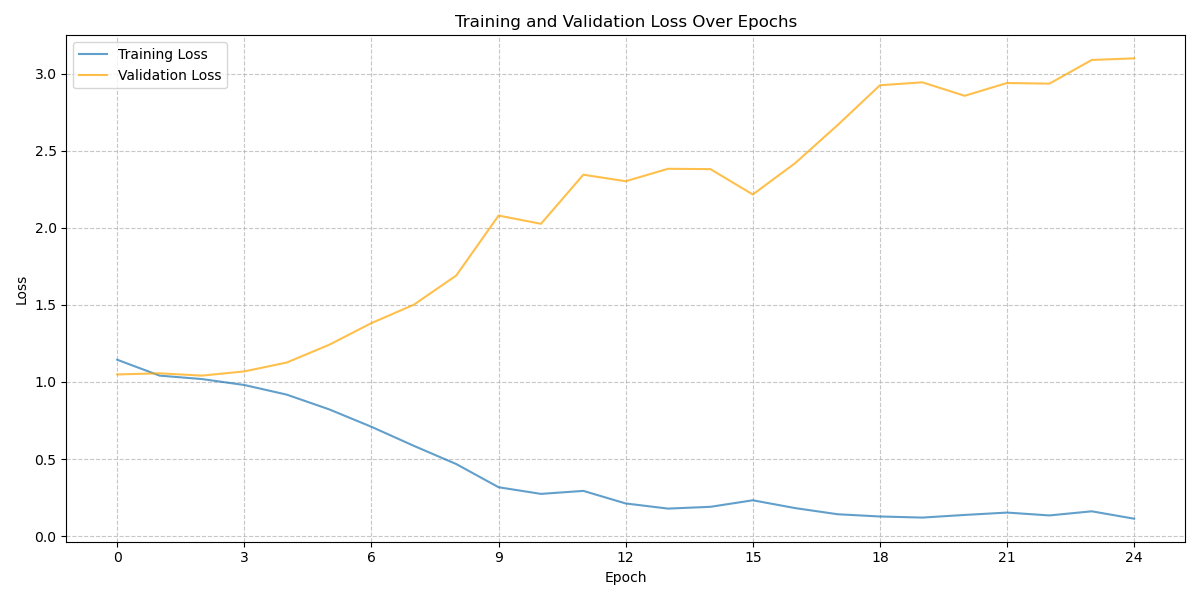 Training and Validation Loss Over Epochs
Training Loss
Validation Loss
3.0
2.5
2.0
1.5
1.0
0.5
0.0
Loss
0 3 6 9 12 15 18 21 24
Epoch